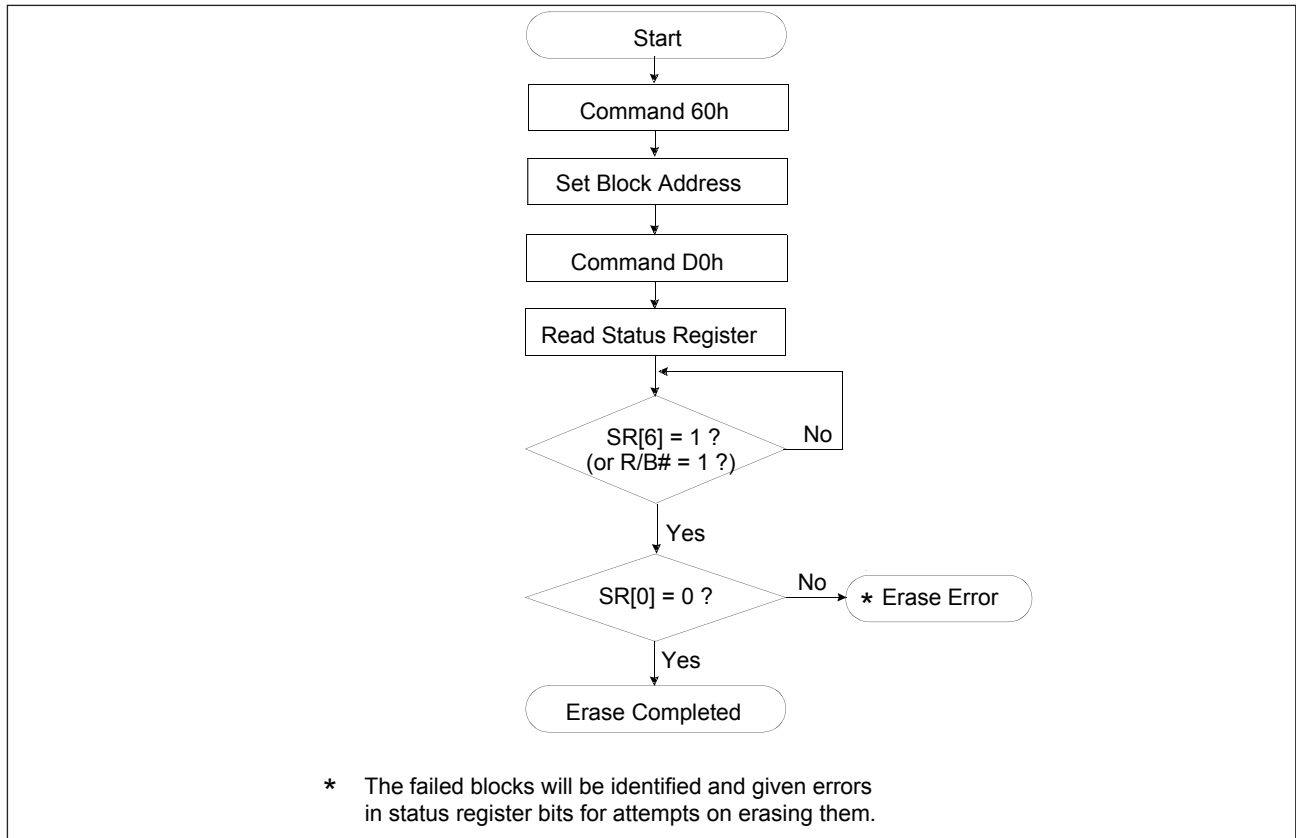 Start
Command 60h
Set Block Address
Command D0h
Read Status Register
SR[6] = 1 ?
(or R/B# = 1 ?)
No
Yes
SR[0] = 0 ?
No
* Erase Error
Yes
Erase Completed
* The failed blocks will be identified and given errors
in status register bits for attempts on erasing them.